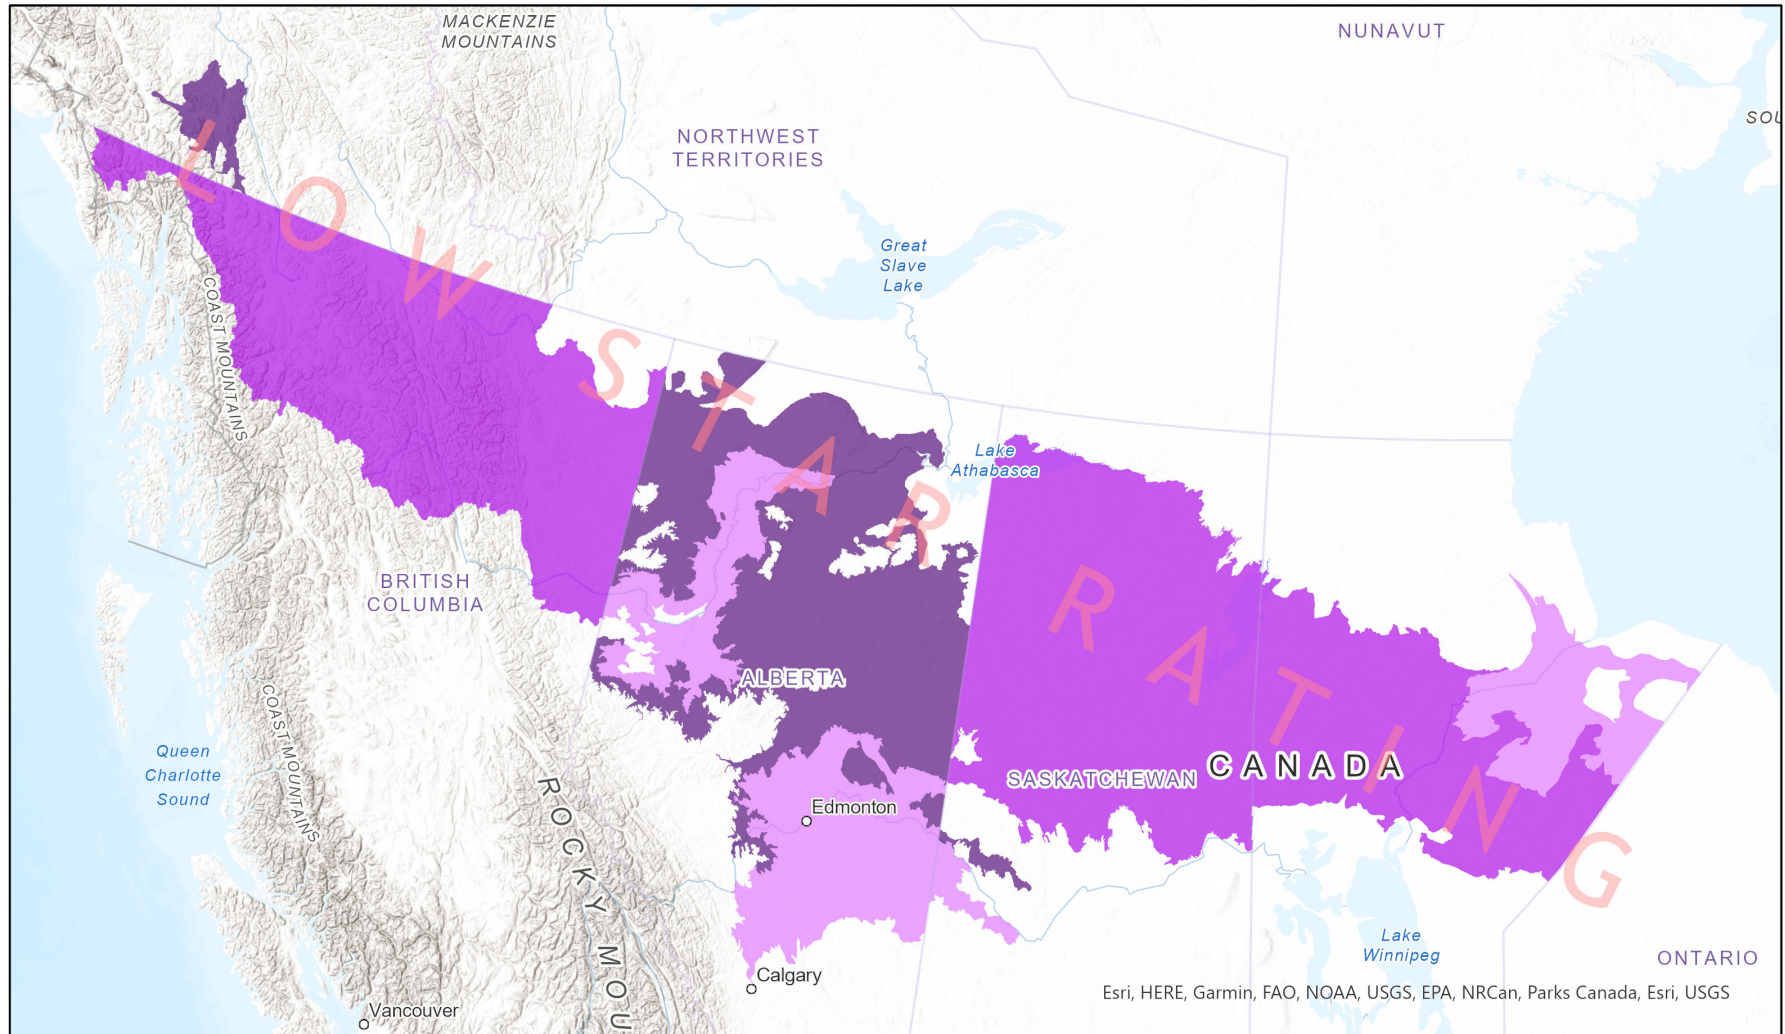 MACKENZIE
MOUNTAINS
NUNAVUT
SOU
NORTHWEST
TERRITORIES
Great
Slave
Lake
COAST MOUNTAINS
Lake
Athabasca
LOW STAR RATING
BRITISH
COLUMBIA
ALBERTA
COAST MOUNTAINS
Queen
Charlotte
Sound
SASKATCHEWAN
CANADA
Edmonton
ROCKY MOU
Lake
Winnipeg
ONTARIO
Calgary
Vancouver
Esri, HERE, Garmin, FAO, NOAA, USGS, EPA, NRCan, Parks Canada, Esri, USGS